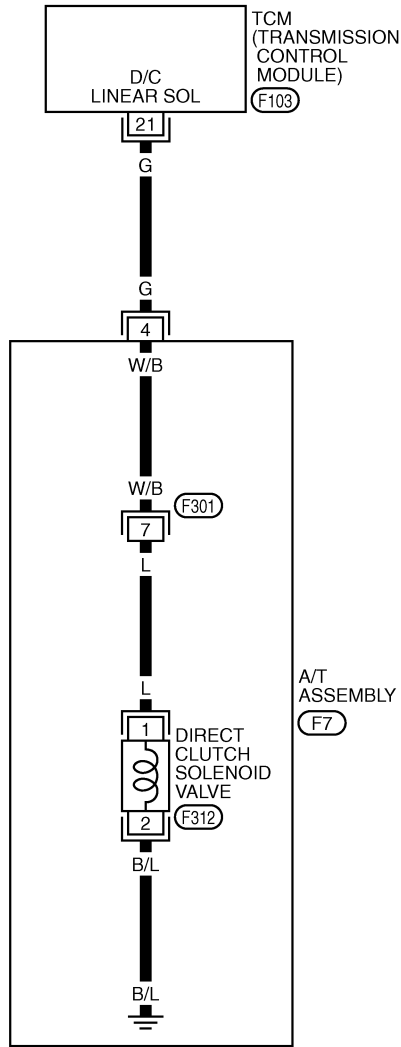 TCM
(TRANSMISSION
CONTROL
MODULE)
F103
D/C
LINEAR SOL
21
G
G
4
W/B
W/B
F301
7
L
L
A/T
ASSEMBLY
F7
1
DIRECT
CLUTCH
SOLENOID
VALVE
F312
2
B/L
B/L